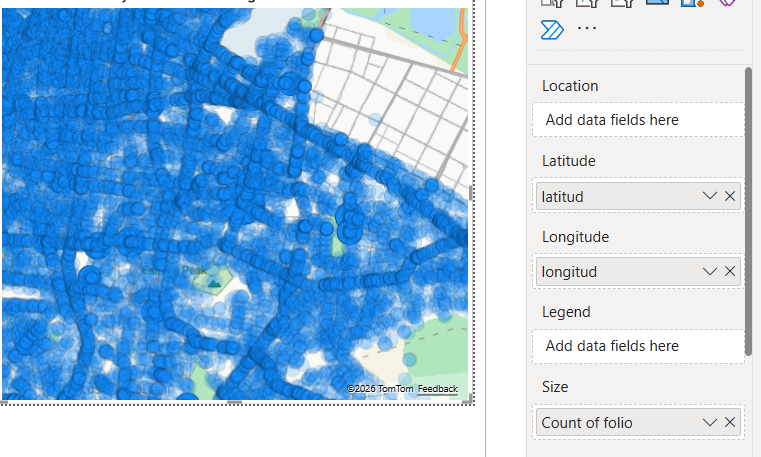 Peak
©2026 TomTom Feedback
...
Location
Add data fields here
Latitude
latitud
Longitude
longitud
Legend
Add data fields here
Size
Count of folio